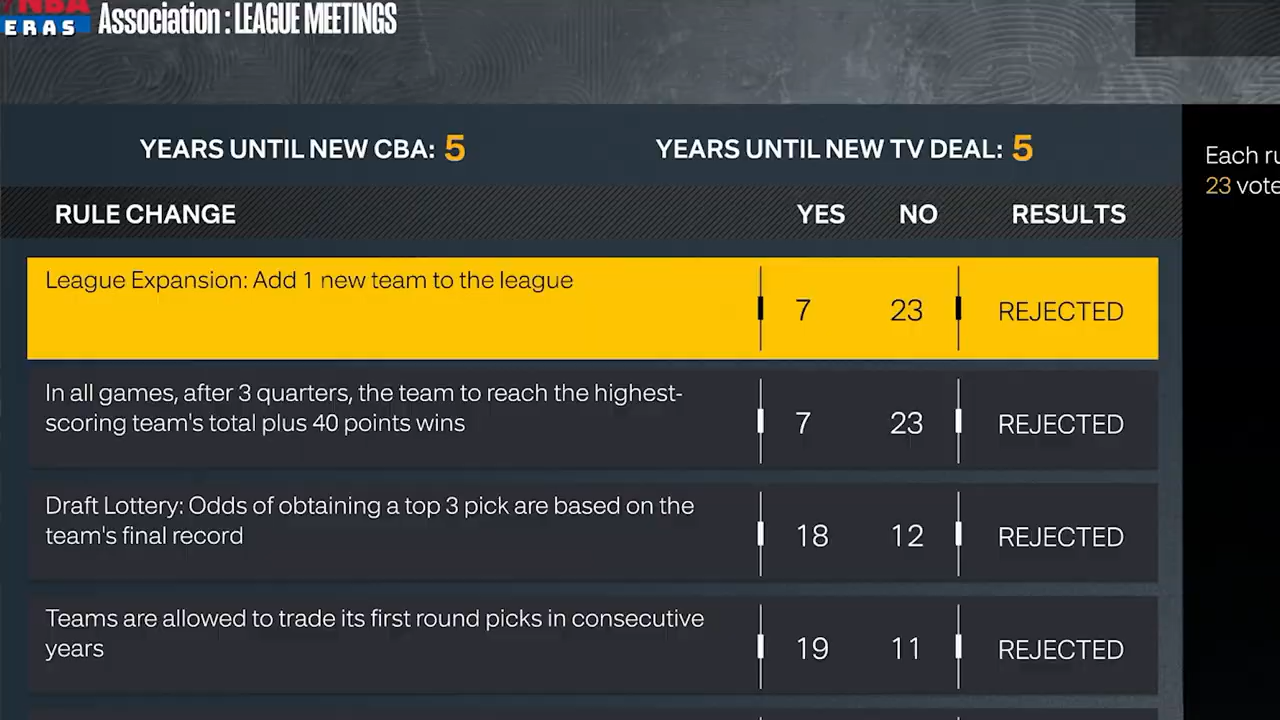 NBA
ERAS
Association : LEAGUE MEETINGS
YEARS UNTIL NEW CBA: 5
YEARS UNTIL NEW TV DEAL: 5
Each
23
RULE CHANGE YES NO RESULTS
League Expansion: Add 1 new team to the league
7 23 REJECTED
In all games, after 3 quarters, the team to reach the highest-
scoring team's total plus 40 points wins
7 23 REJECTED
Draft Lottery: Odds of obtaining a top 3 pick are based on the
team's final record
18 12 REJECTED
Teams are allowed to trade its first round picks in consecutive
years
19 11 REJECTED